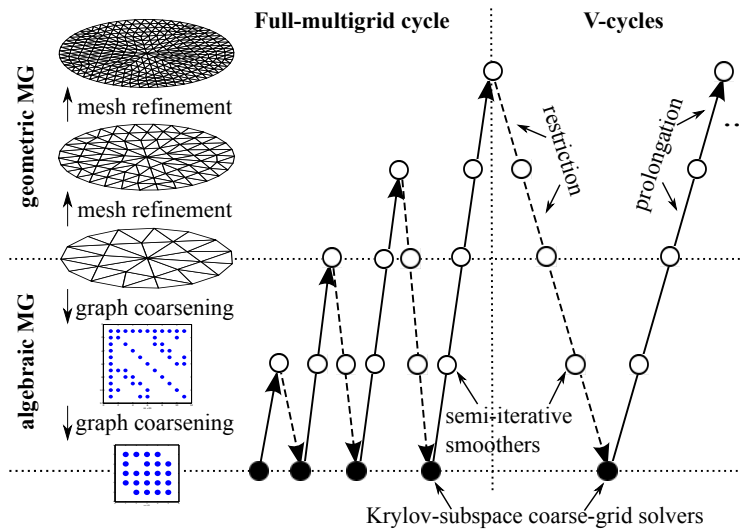 Full-multigrid cycle
V-cycles
geometric MG
mesh refinement
mesh refinement
restriction
prolongation
..
algebraic MG
graph coarsening
graph coarsening
semi-iterative
smoothers
Krylov-subspace coarse-grid solvers